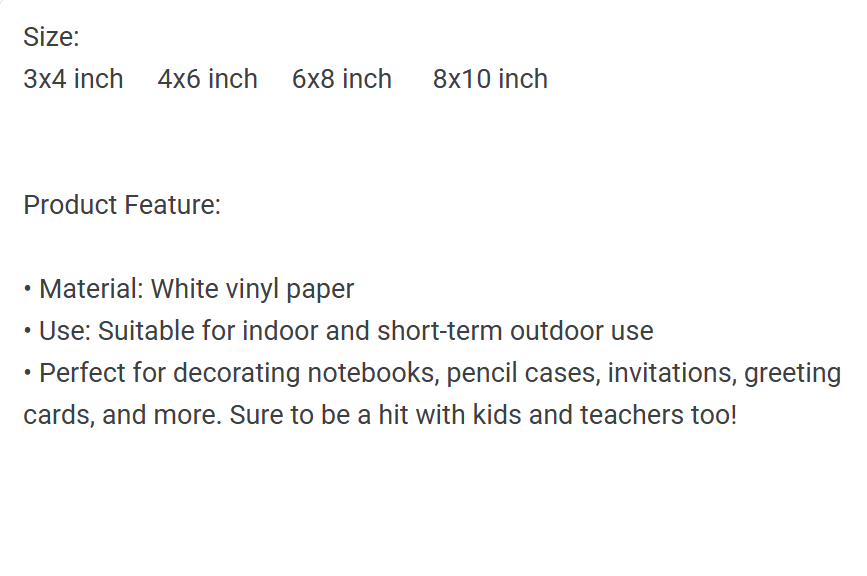 Size:
3x4 inch 4x6 inch 6x8 inch 8x10 inch
Product Feature:
• Material: White vinyl paper
• Use: Suitable for indoor and short-term outdoor use
• Perfect for decorating notebooks, pencil cases, invitations, greeting
cards, and more. Sure to be a hit with kids and teachers too!